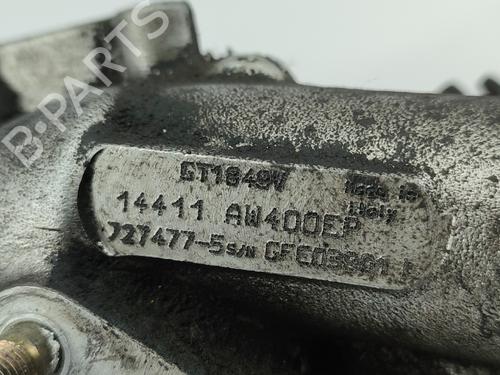 GT1849V
Made in
Italy
14411 AW400EP
727477-5 S/N
B-PARTS